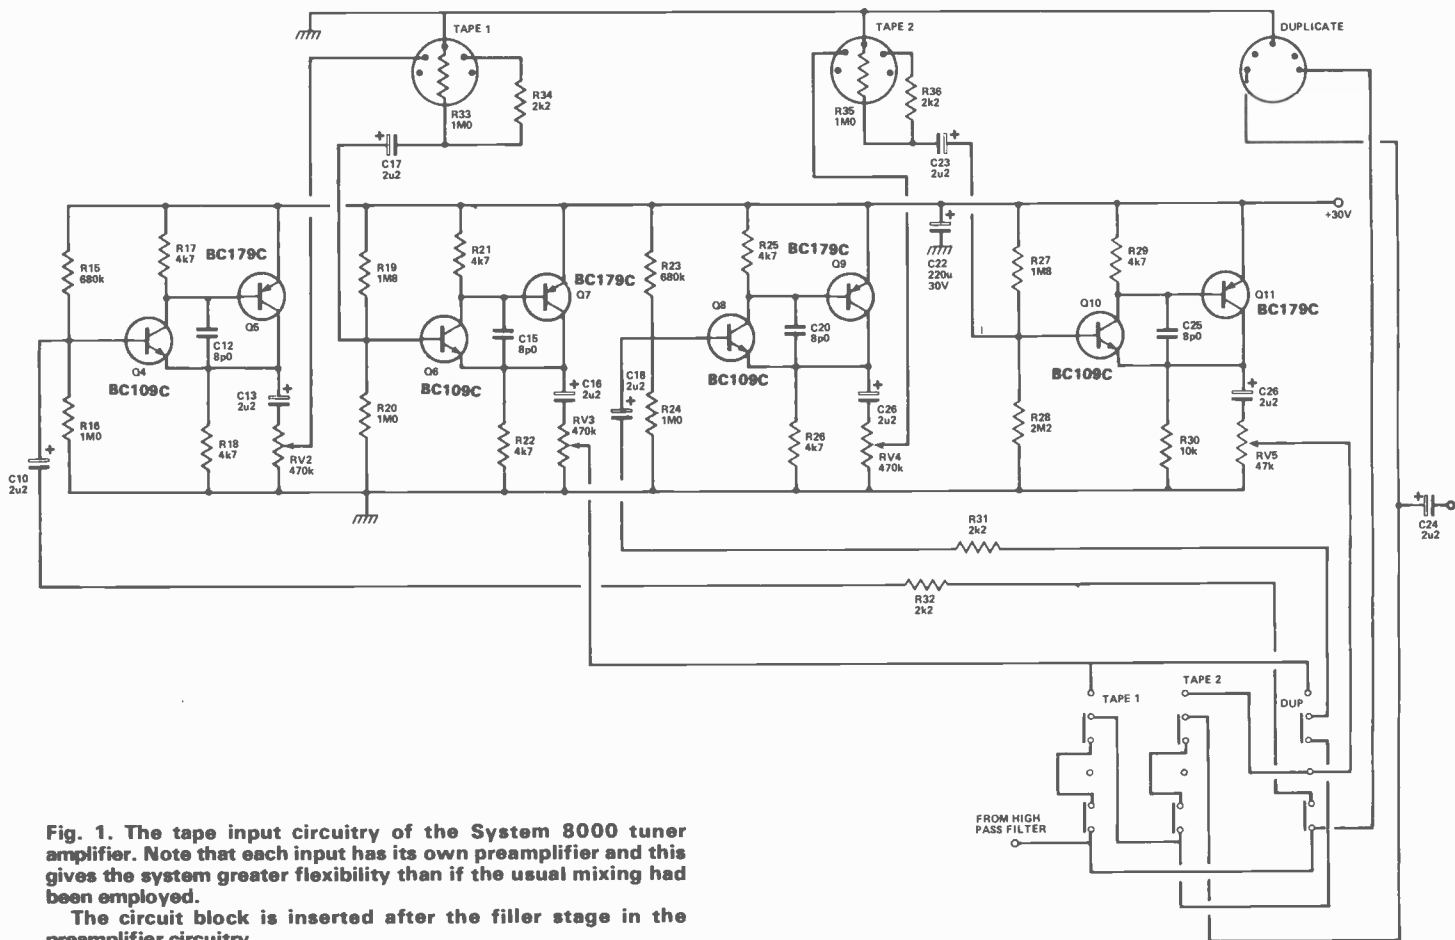 TAPE 1
TAPE 2
DUPLICATE
R33
1M0
R34
2k2
R35
1M0
R36
2k2
C17
2u2
C23
2u2
+30V
R15
680k
R17
4k7
BC179C
Q5
Q4
BC109C
C12
8p0
C13
2u2
R16
1M0
R18
4k7
RV2
470k
C10
2u2
R19
1M8
R21
4k7
BC179C
Q7
Q6
BC109C
C15
8p0
C16
2u2
R20
1M0
R22
4k7
RV3
470k
C18
2u2
R23
680k
R25
4k7
BC179C
Q9
Q8
BC109C
C20
8p0
C26
2u2
R24
1M0
R26
4k7
RV4
470k
C22
220u
30V
R27
1M8
R29
4k7
Q10
BC109C
Q11
BC179C
C25
8p0
C26
2u2
R28
2M2
R30
10k
RV5
47k
C24
2u2
R31
2k2
R32
2k2
TAPE 1
TAPE 2
DUP
FROM HIGH
PASS FILTER
Fig. 1. The tape input circuitry of the System 8000 tuner
amplifier. Note that each input has its own preamplifier and this
gives the system greater flexibility than if the usual mixing had
been employed.
The circuit block is inserted after the filler stage in the
preamplifier circuitry